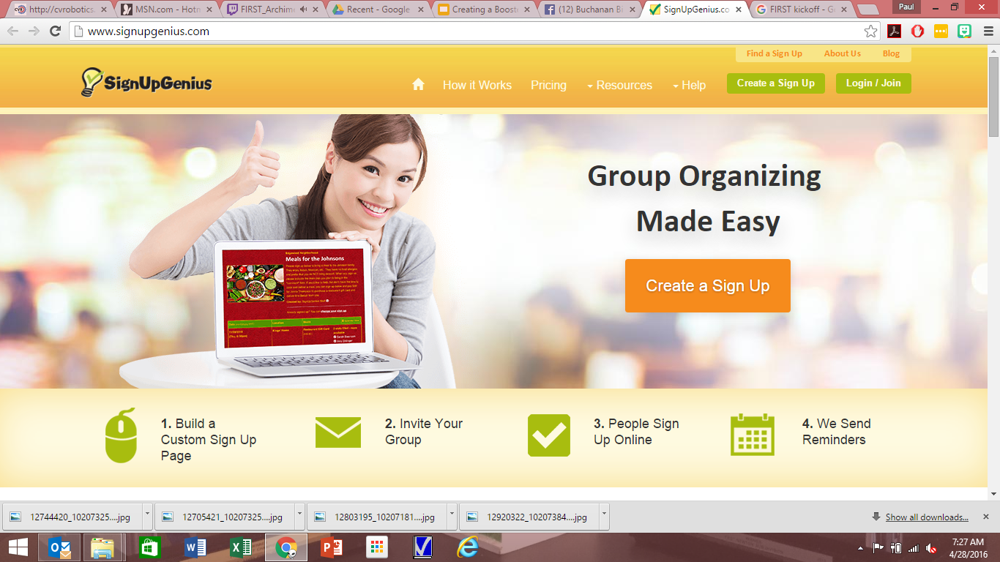 http://cvrobotics.
MSN.com - Hotn
FIRST_Archim
Recent - Google
Creating a Boost
(12) Buchanan Bi
SignUpGenius.co
FIRST kickoff - Go
Paul
www.signupgenius.com
Find a Sign Up
About Us
Blog
SignUpGenius
How it Works
Pricing
Resources
Help
Create a Sign Up
Login / Join
Group Organizing
Made Easy
Create a Sign Up
Meals for the Johnsons
1. Build a
Custom Sign Up
Page
2. Invite Your
Group
3. People Sign
Up Online
4. We Send
Reminders
12744420_10207325....jpg
12705421_10207325....jpg
12803195_10207181....jpg
12920322_10207384....jpg
Show all downloads...
7:27 AM
4/28/2016